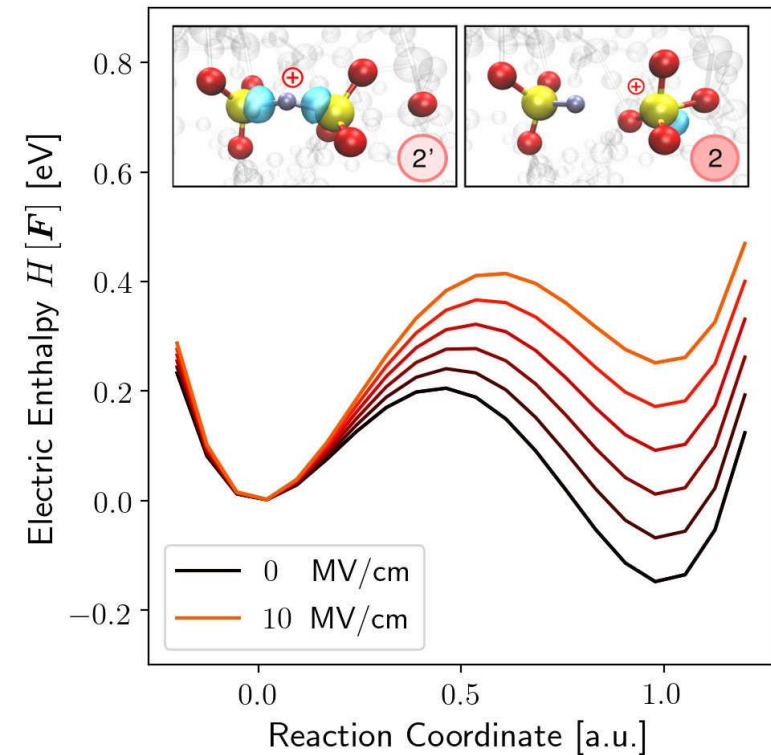 0.8
0.6
0.4
0.2
0.0
−0.2
Electric Enthalpy H [F] [eV]
⊕
2'
⊕
2
0 MV/cm
10 MV/cm
0.0 0.5 1.0
Reaction Coordinate [a.u.]